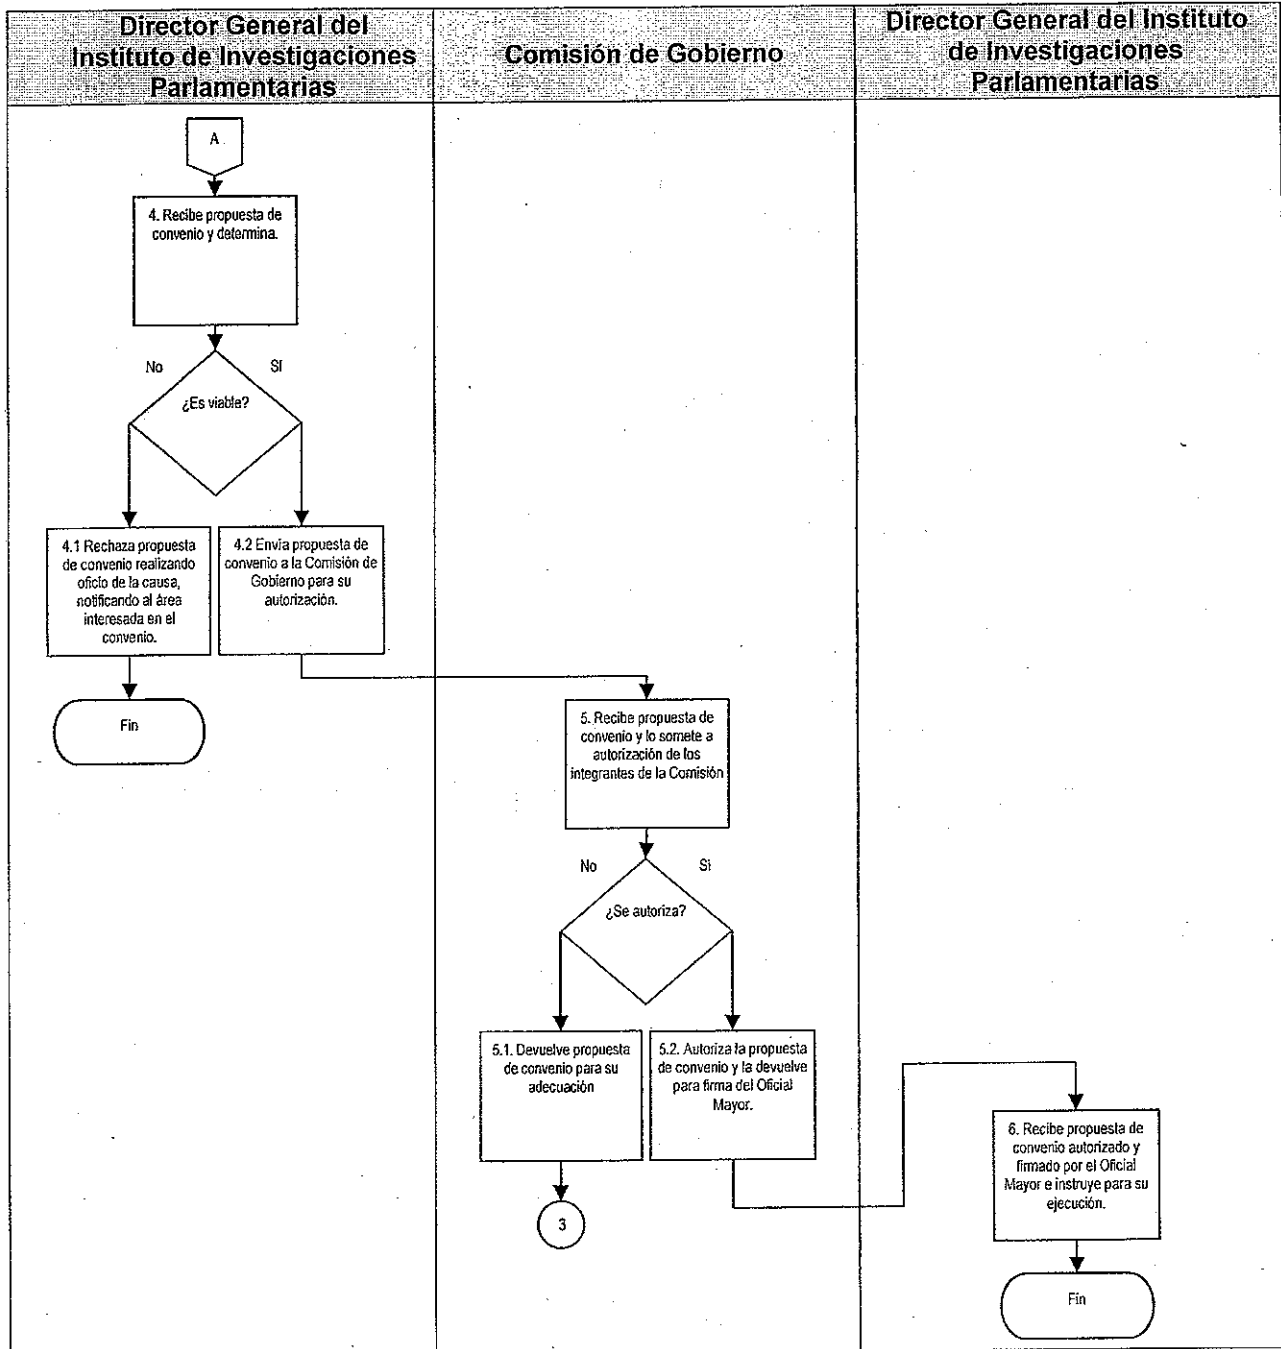 Director General del
Instituto de Investigaciones
Parlamentarias
Comisión de Gobierno
Director General del Instituto
de Investigaciones
Parlamentarias
A
4. Recibe propuesta de
convenio y determina.
No
SI
¿Es viable?
4.1 Rechaza propuesta
de convenio realizando
oficio de la causa,
notificando al área
interesada en el
convenio.
4.2 Envía propuesta de
convenio a la Comisión de
Gobierno para su
autorización.
Fin
5. Recibe propuesta de
convenio y lo somete a
autorización de los
integrantes de la Comisión
No
Si
¿Se autoriza?
5.1. Devuelve propuesta
de convenio para su
adecuación
5.2. Autoriza la propuesta
de convenio y la devuelve
para firma del Oficial
Mayor.
3
6. Recibe propuesta de
convenio autorizado y
firmado por el Oficial
Mayor e instruye para su
ejecución.
Fin